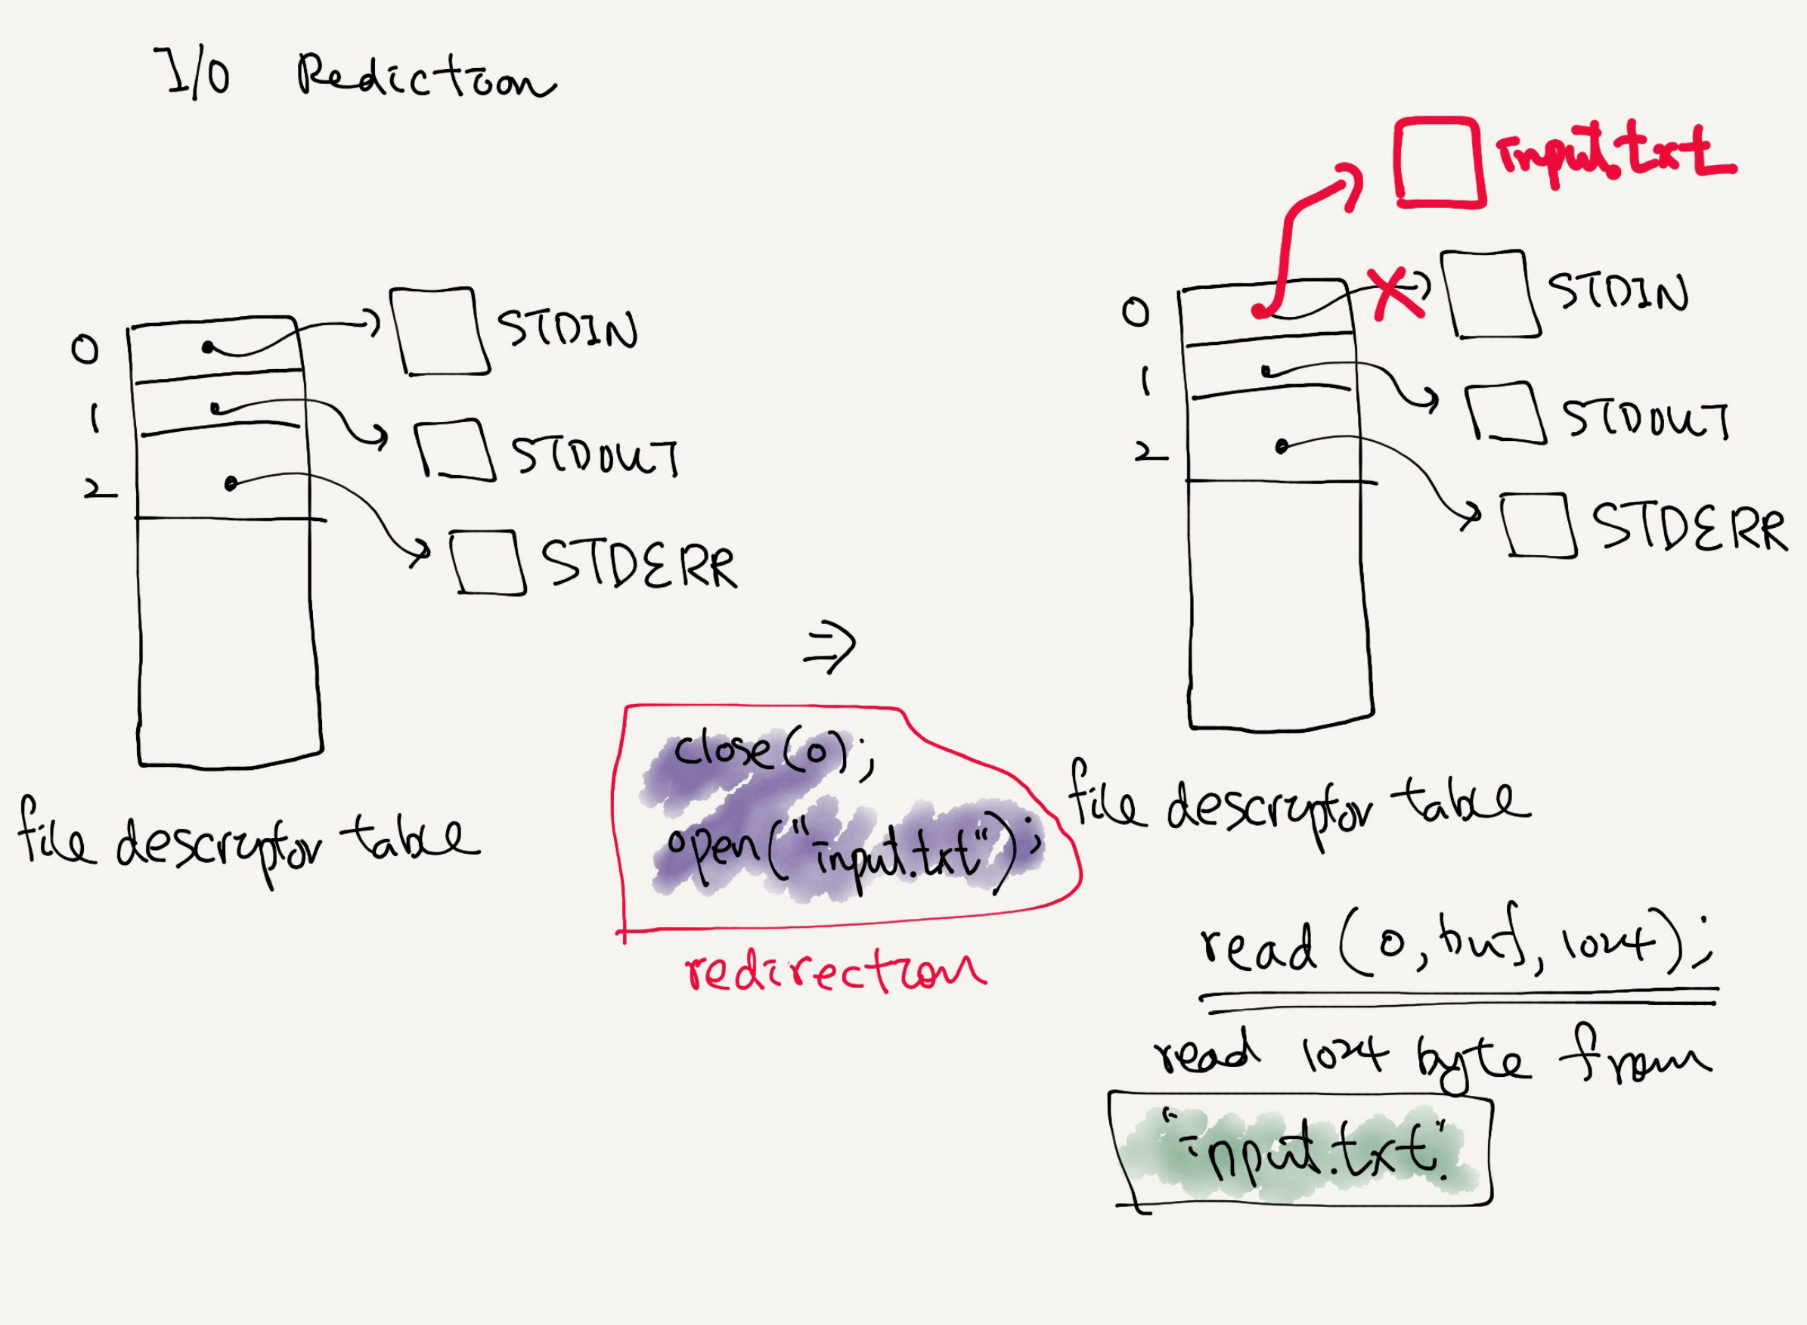 I/O Rediction
0
STDIN
1
STDOUT
2
STDERR
file descriptor table
⇒
close(0);
open("input.txt");
redirection
input.txt
0
STDIN
1
STDOUT
2
STDERR
file descriptor table
read(0, buf, 1024);
read 1024 byte from
"input.txt".